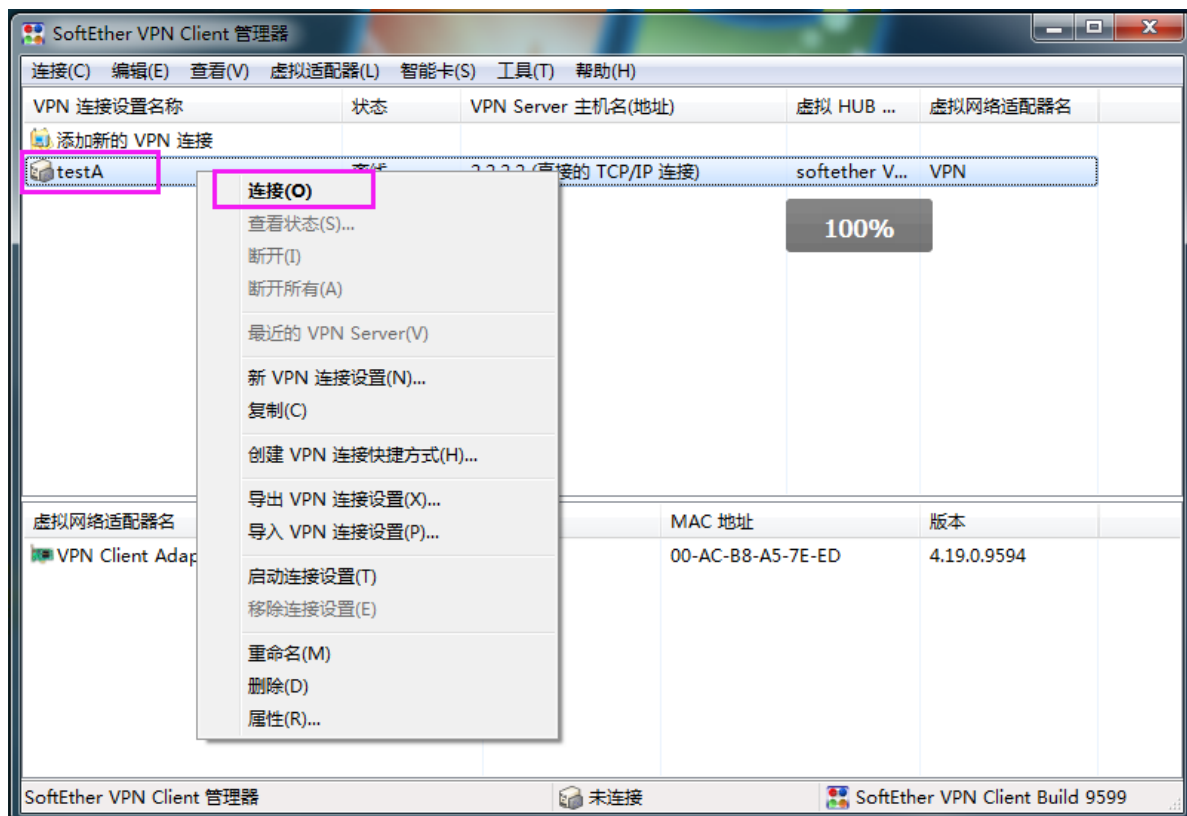 SoftEther VPN Client 管理器
连接(C) 编辑(E) 查看(V) 虚拟适配器(L) 智能卡(S) 工具(T) 帮助(H)
VPN 连接设置名称 状态 VPN Server 主机名(地址) 虚拟 HUB ... 虚拟网络适配器名
添加新的 VPN 连接
testA 离线 2.2.2.2 (直接的 TCP/IP 连接) softether V... VPN
连接(O)
查看状态(S)...
100%
断开(I)
断开所有(A)
最近的 VPN Server(V)
新 VPN 连接设置(N)...
复制(C)
创建 VPN 连接快捷方式(H)...
导出 VPN 连接设置(X)...
导入 VPN 连接设置(P)...
启动连接设置(T)
移除连接设置(E)
重命名(M)
删除(D)
属性(R)...
虚拟网络适配器名 MAC 地址 版本
VPN Client Adap 00-AC-B8-A5-7E-ED 4.19.0.9594
SoftEther VPN Client 管理器 未连接 SoftEther VPN Client Build 9599